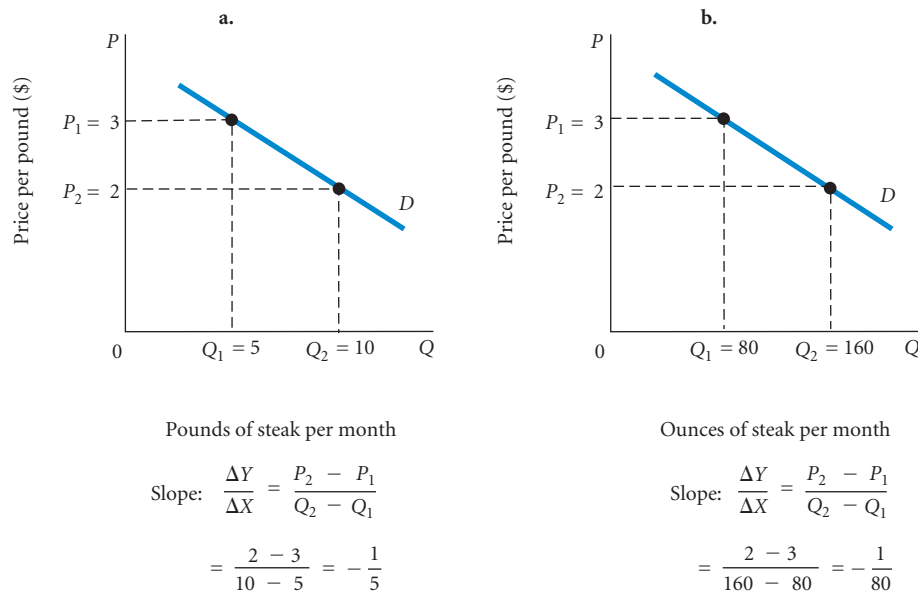 a.
P
Price per pound ($)
P₁ = 3
P₂ = 2
D
0
Q₁ = 5
Q₂ = 10
Q
Pounds of steak per month
Slope: ΔY/ΔX = (P₂ − P₁)/(Q₂ − Q₁)
= (2 − 3)/(10 − 5) = −1/5
b.
P
Price per pound ($)
P₁ = 3
P₂ = 2
D
0
Q₁ = 80
Q₂ = 160
Q
Ounces of steak per month
Slope: ΔY/ΔX = (P₂ − P₁)/(Q₂ − Q₁)
= (2 − 3)/(160 − 80) = −1/80